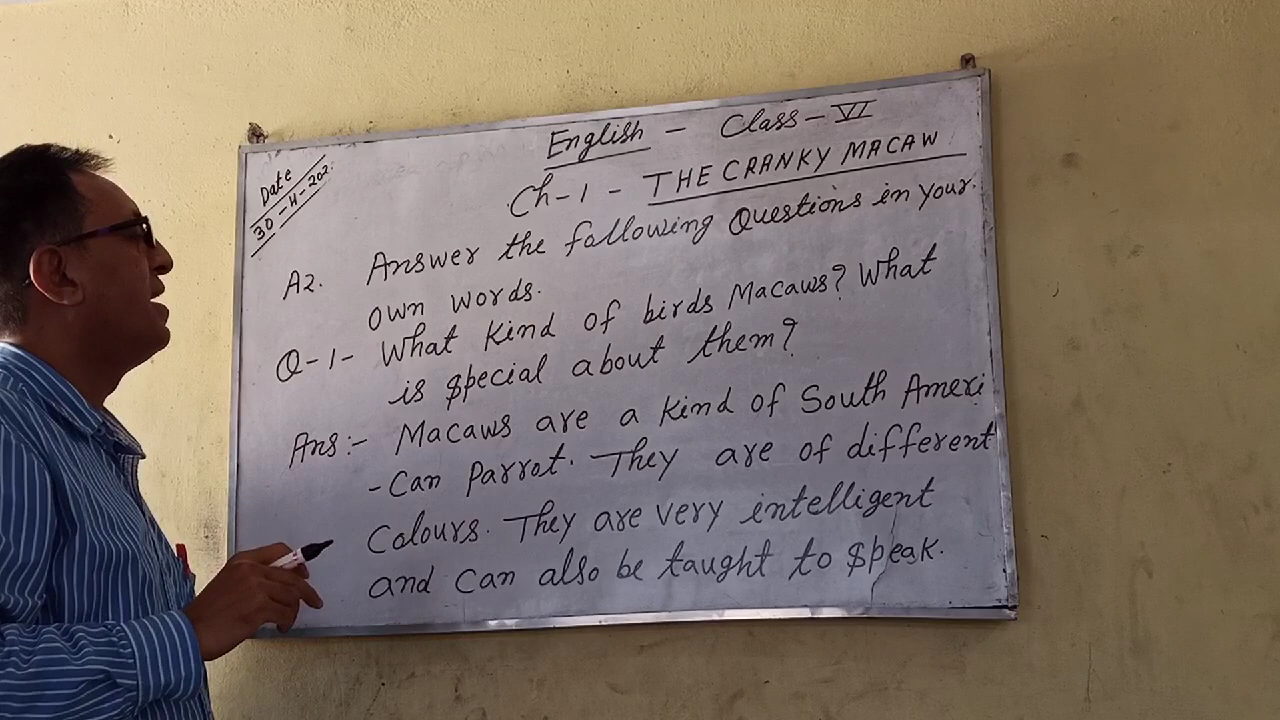 English - Class - VI
Date
30-4-202
Ch-1 - THE CRANKY MACAW
A2. Answer the following Questions in your
own words.
Q-1- What kind of birds Macaws? What
is special about them?
Ans:- Macaws are a kind of South Ameri
-can parrot. They are of different
colours. They are very intelligent
and can also be taught to speak.